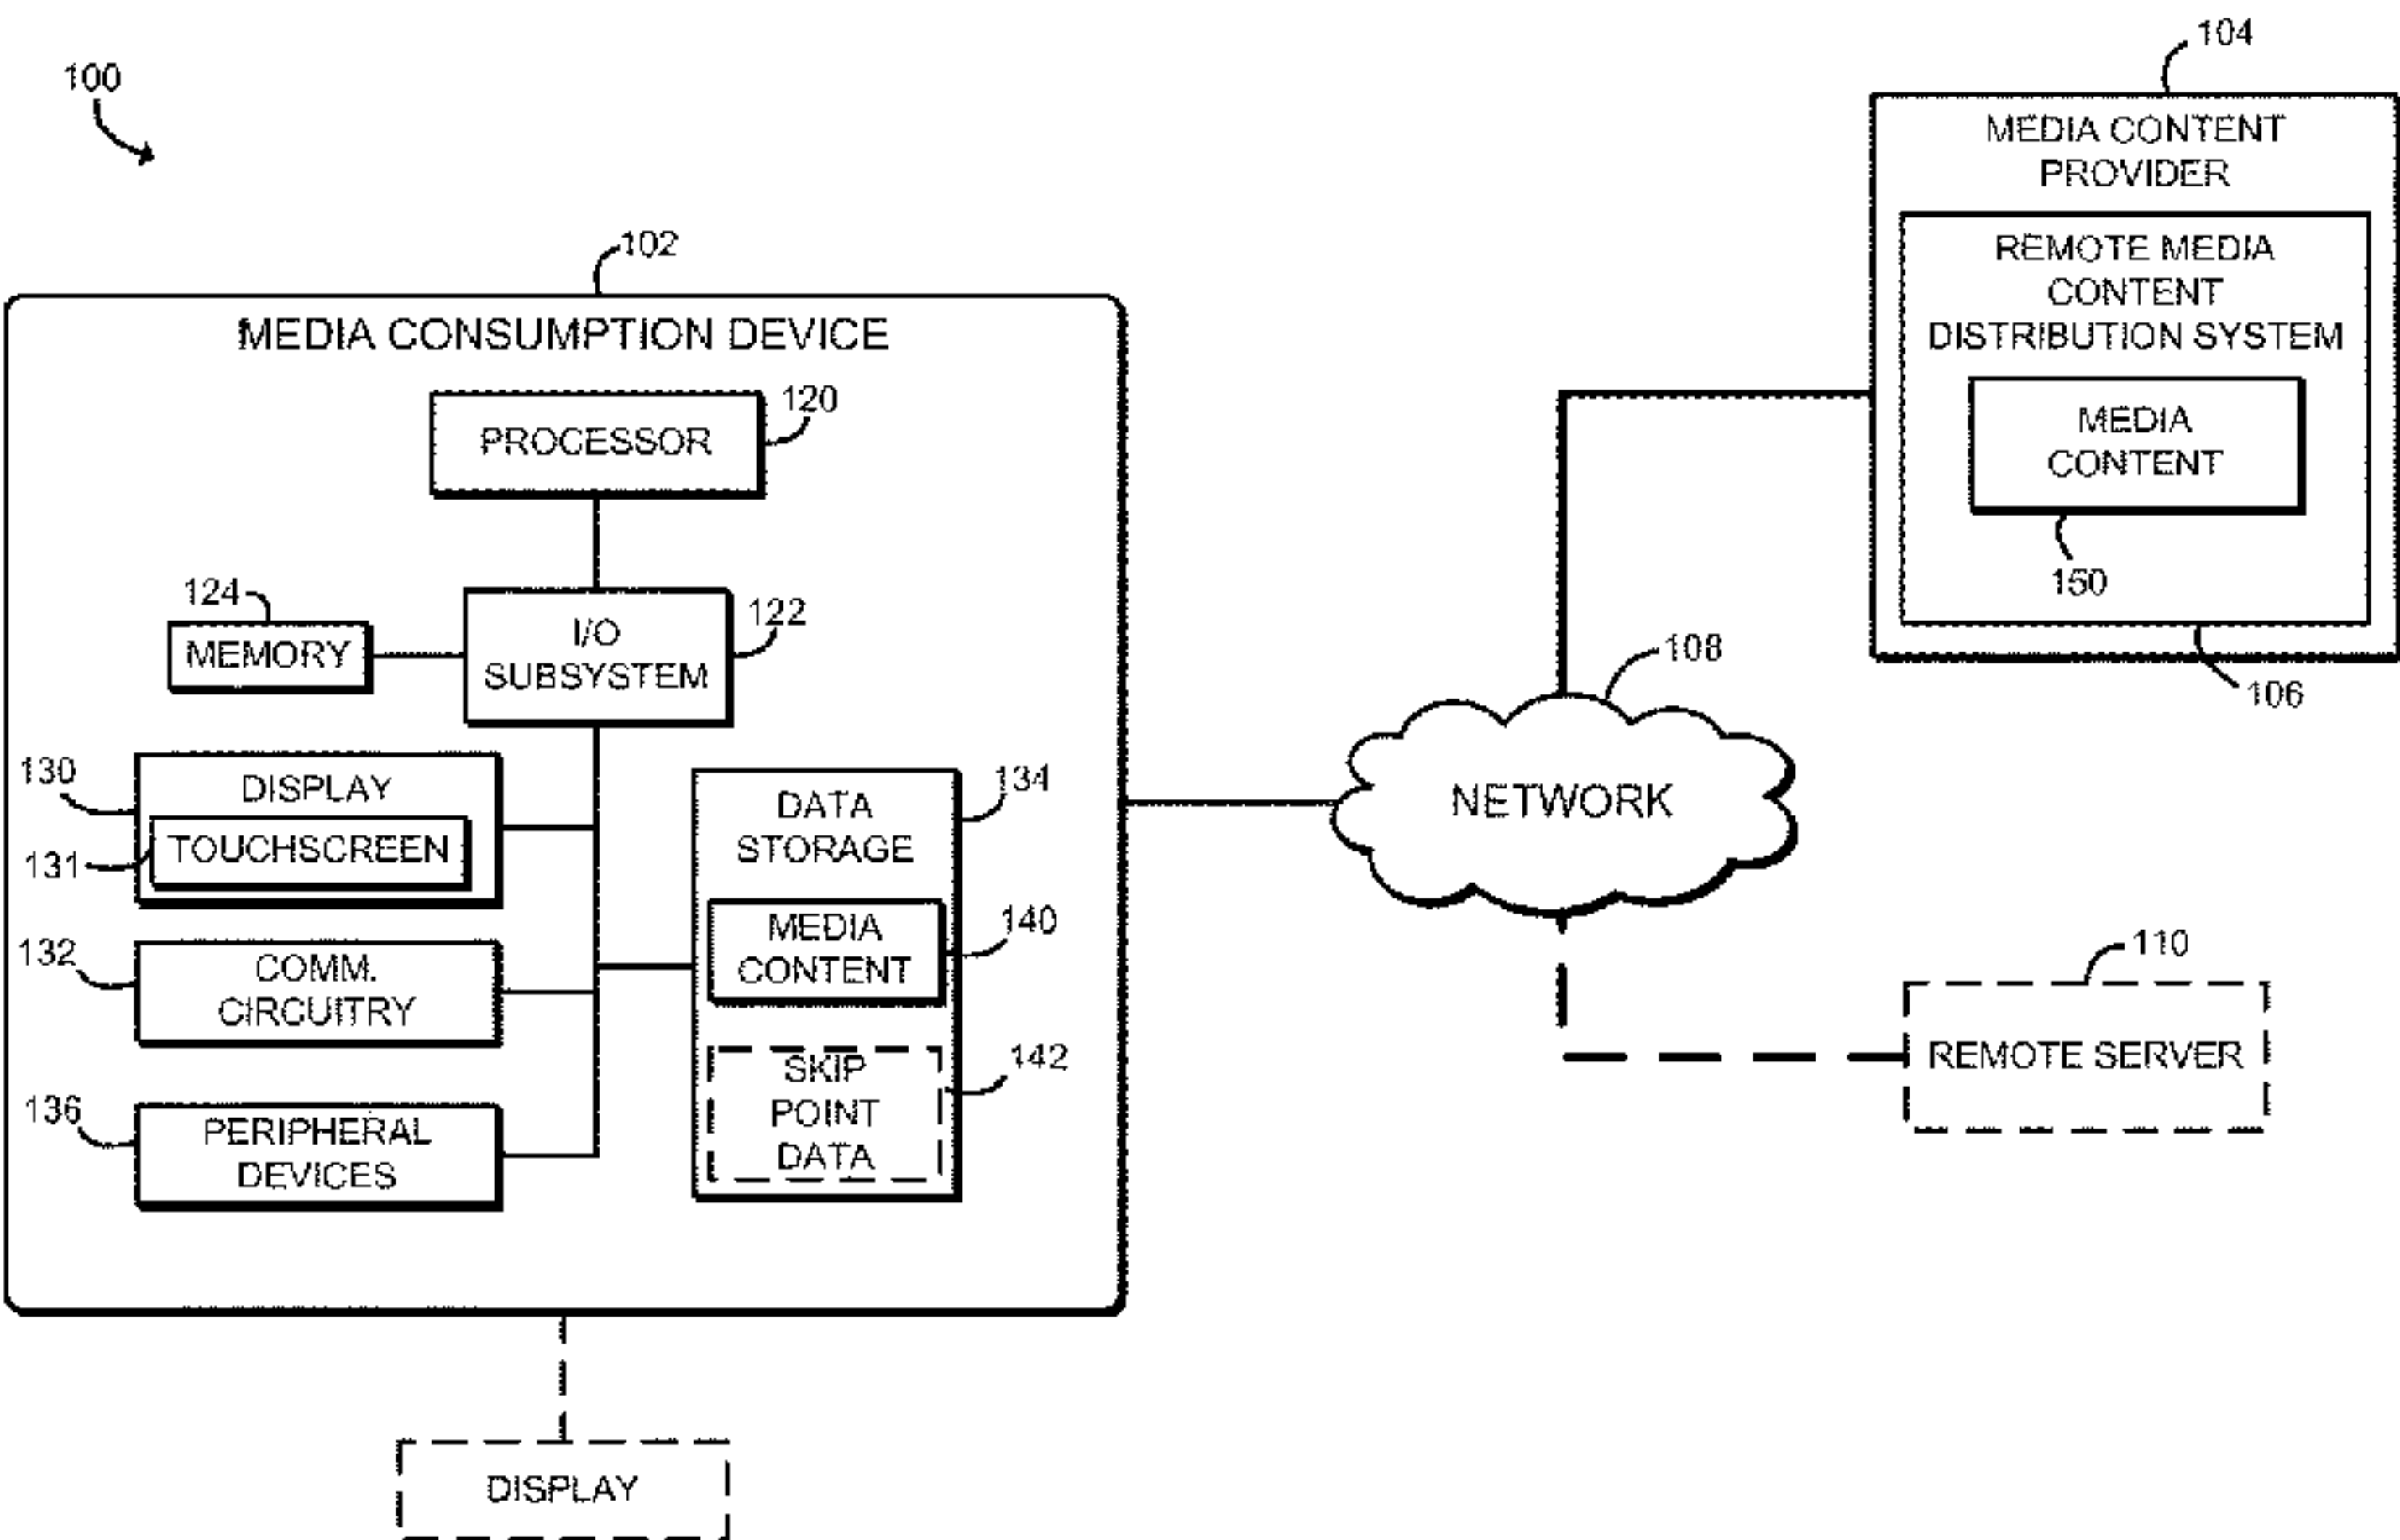 100
104
MEDIA CONTENT
PROVIDER
REMOTE MEDIA
CONTENT
DISTRIBUTION SYSTEM
MEDIA
CONTENT
150
106
102
MEDIA CONSUMPTION DEVICE
PROCESSOR
120
124
MEMORY
I/O
SUBSYSTEM
122
130
DISPLAY
131
TOUCHSCREEN
132
COMM.
CIRCUITRY
136
PERIPHERAL
DEVICES
DATA
STORAGE
134
MEDIA
CONTENT
140
SKIP
POINT
DATA
142
108
NETWORK
110
REMOTE SERVER
DISPLAY